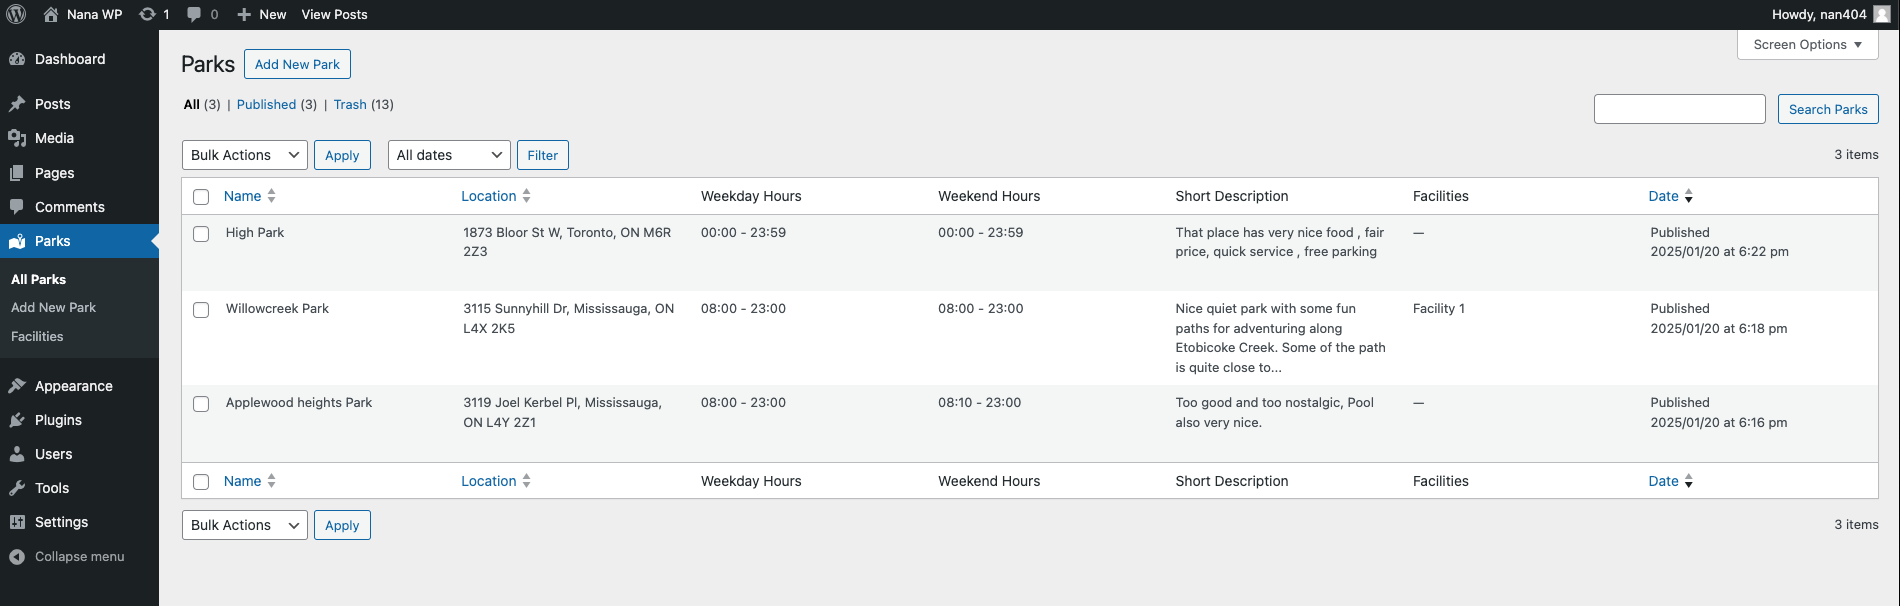 Nana WP 1 0 New View Posts Howdy, nan404
Dashboard
Posts
Media
Pages
Comments
Parks
All Parks
Add New Park
Facilities
Appearance
Plugins
Users
Tools
Settings
Collapse menu
Screen Options
Parks Add New Park
All (3) | Published (3) | Trash (13)
Search Parks
Bulk Actions Apply All dates Filter 3 items
Name Location Weekday Hours Weekend Hours Short Description Facilities Date
High Park 1873 Bloor St W, Toronto, ON M6R 00:00 - 23:59 00:00 - 23:59 That place has very nice food , fair — Published
2Z3 price, quick service , free parking 2025/01/20 at 6:22 pm
Willowcreek Park 3115 Sunnyhill Dr, Mississauga, ON 08:00 - 23:00 08:00 - 23:00 Nice quiet park with some fun Facility 1 Published
L4X 2K5 paths for adventuring along 2025/01/20 at 6:18 pm
Etobicoke Creek. Some of the path
is quite close to...
Applewood heights Park 3119 Joel Kerbel Pl, Mississauga, 08:00 - 23:00 08:10 - 23:00 Too good and too nostalgic, Pool — Published
ON L4Y 2Z1 also very nice. 2025/01/20 at 6:16 pm
Name Location Weekday Hours Weekend Hours Short Description Facilities Date
Bulk Actions Apply 3 items